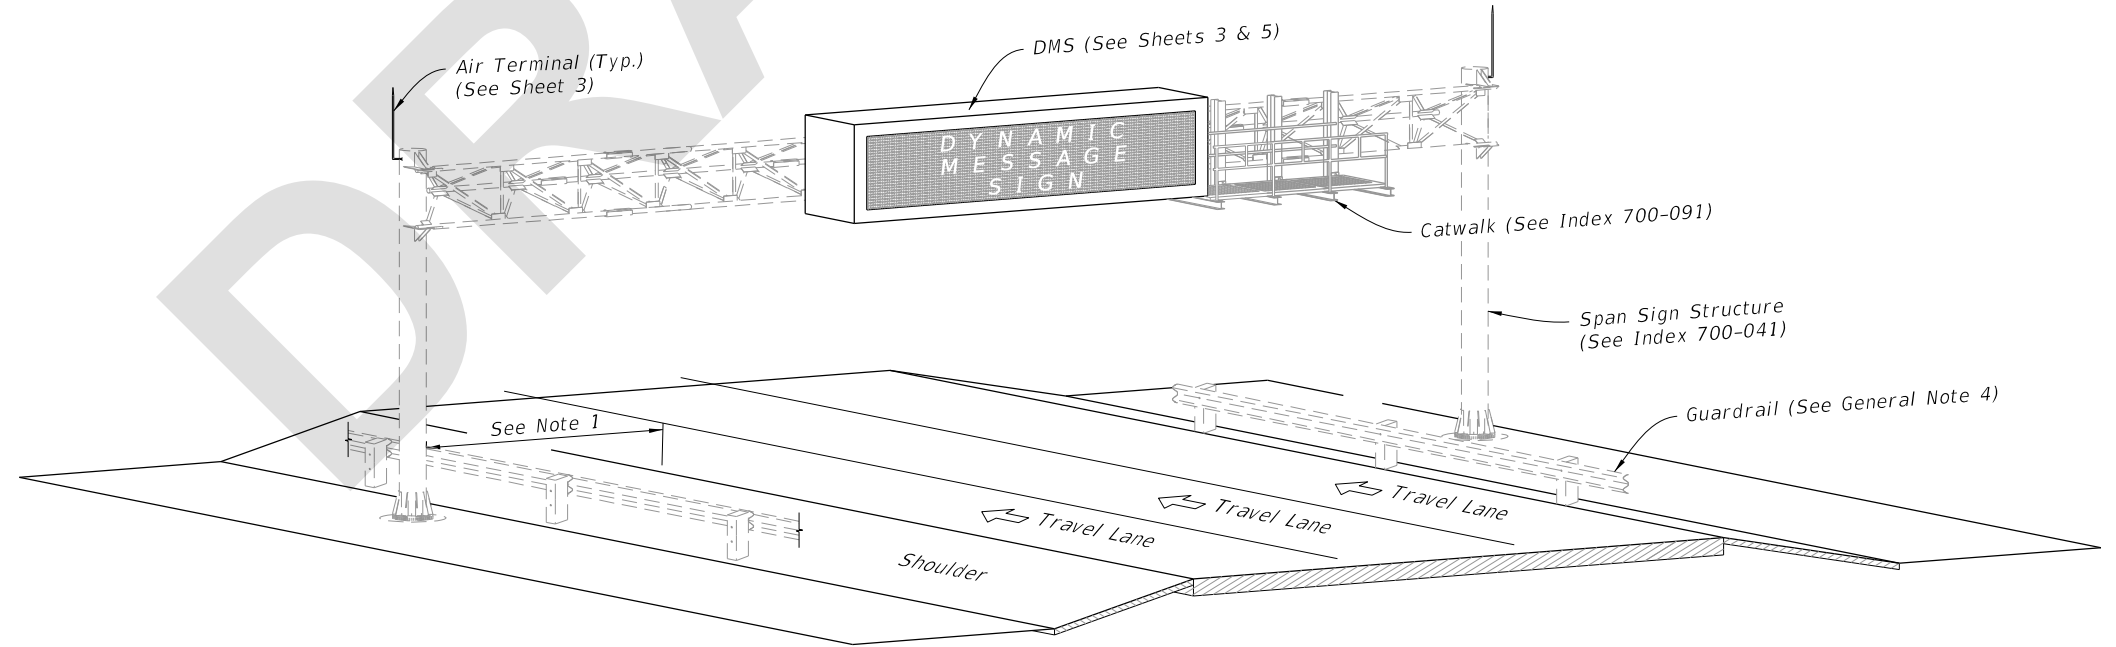 DMS (See Sheets 3 & 5)
Air Terminal (Typ.)
(See Sheet 3)
DYNAMIC
MESSAGE
SIGN
Catwalk (See Index 700-091)
Span Sign Structure
(See Index 700-041)
Guardrail (See General Note 4)
See Note 1
Travel Lane
Travel Lane
Travel Lane
Shoulder
DRA